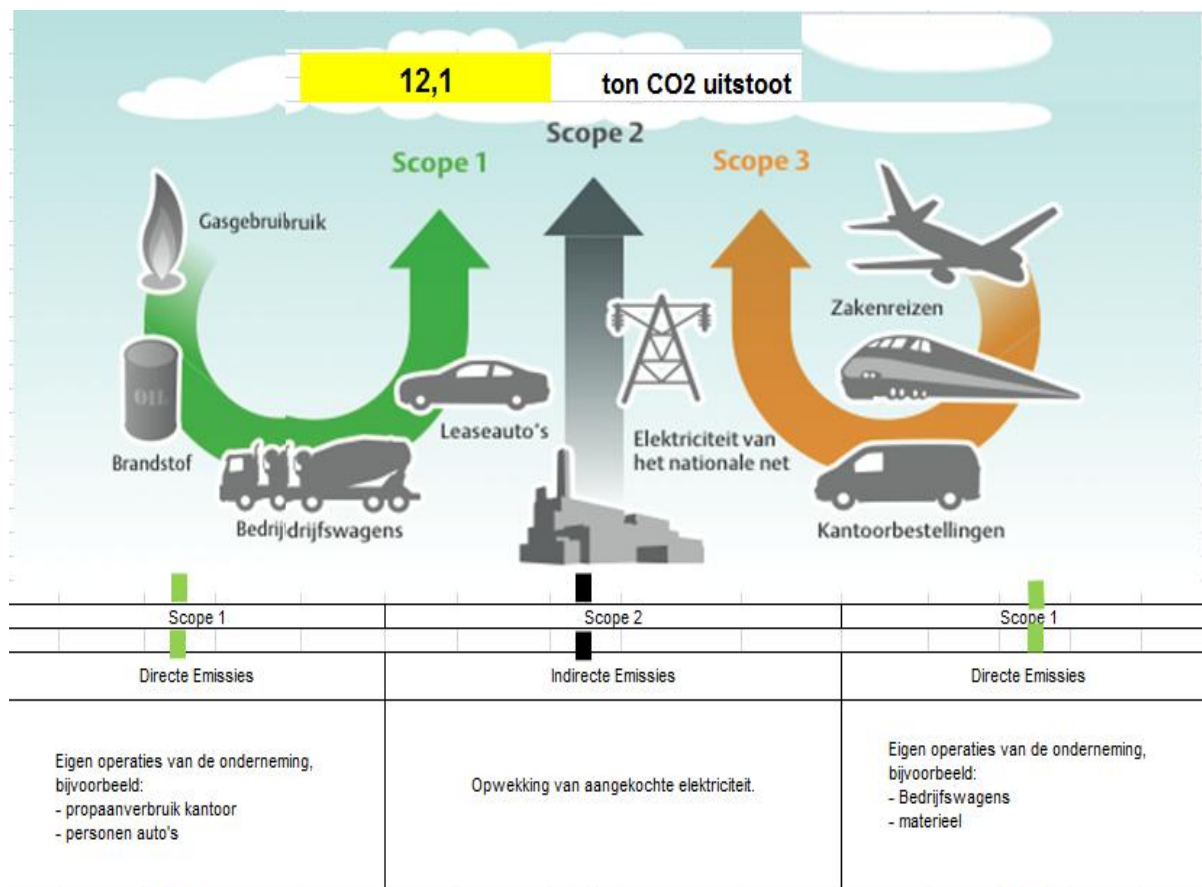 12,1 ton CO2 uitstoot
Scope 2
Scope 1
Scope 3
Gasgebruibruik
Zakenreizen
OIL
Leaseauto's
Elektriciteit van
het nationale net
Brandstof
Bedrijdrijfswagens
Kantoorbestellingen
Scope 1
Scope 2
Scope 1
Directe Emissies
Indirecte Emissies
Directe Emissies
Eigen operaties van de onderneming,
bijvoorbeeld:
- propaanverbruik kantoor
- personen auto's
Opwekking van aangekochte elektriciteit.
Eigen operaties van de onderneming,
bijvoorbeeld:
- Bedrijfswagens
- materieel